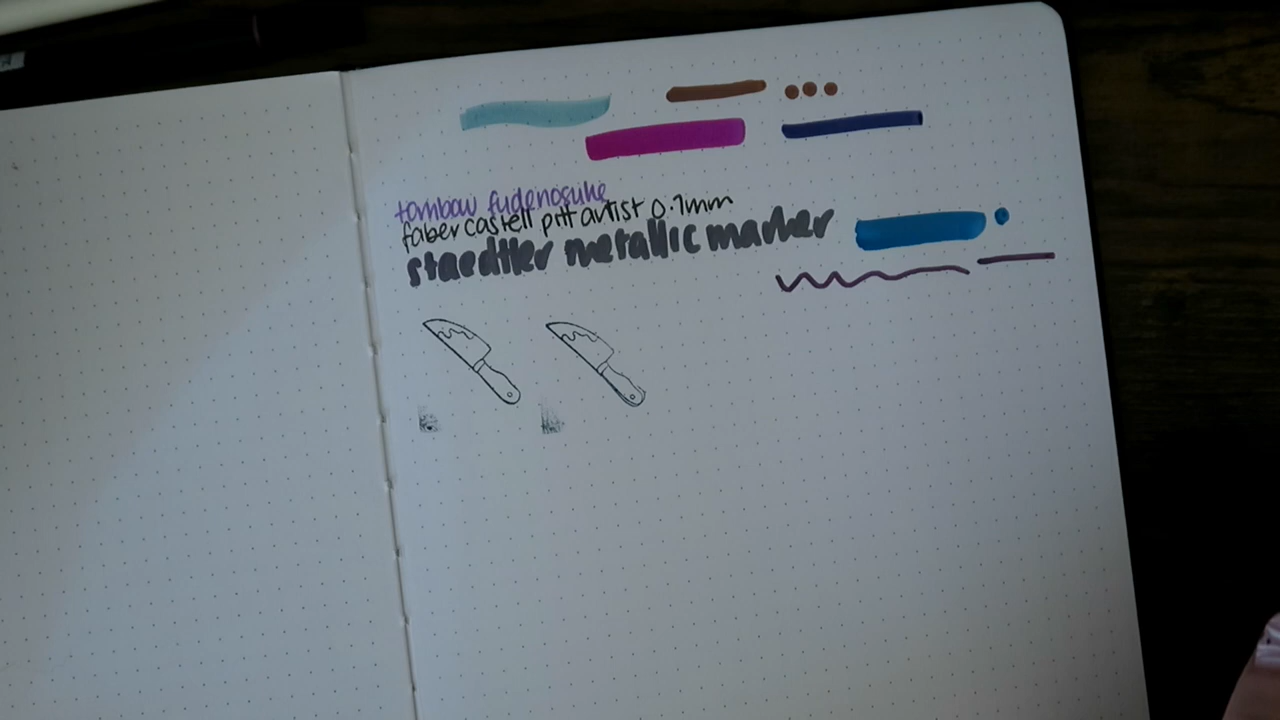 tombow fudenosuke
faber castell pitt artist 0.7mm
staedtler metallic marker